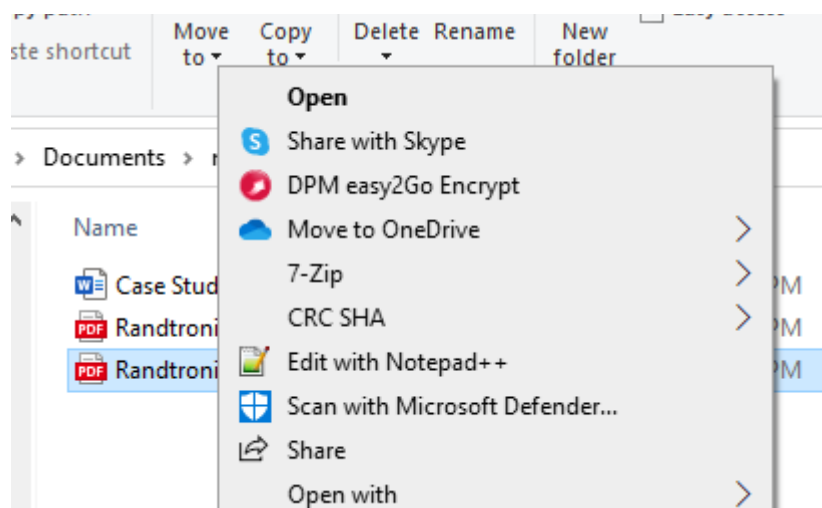 ste shortcut
Move to
Copy to
Delete
Rename
New folder
Documents
Name
Case Stud
Randtroni
Randtroni
PM
PM
PM
Open
Share with Skype
DPM easy2Go Encrypt
Move to OneDrive
7-Zip
CRC SHA
Edit with Notepad++
Scan with Microsoft Defender...
Share
Open with